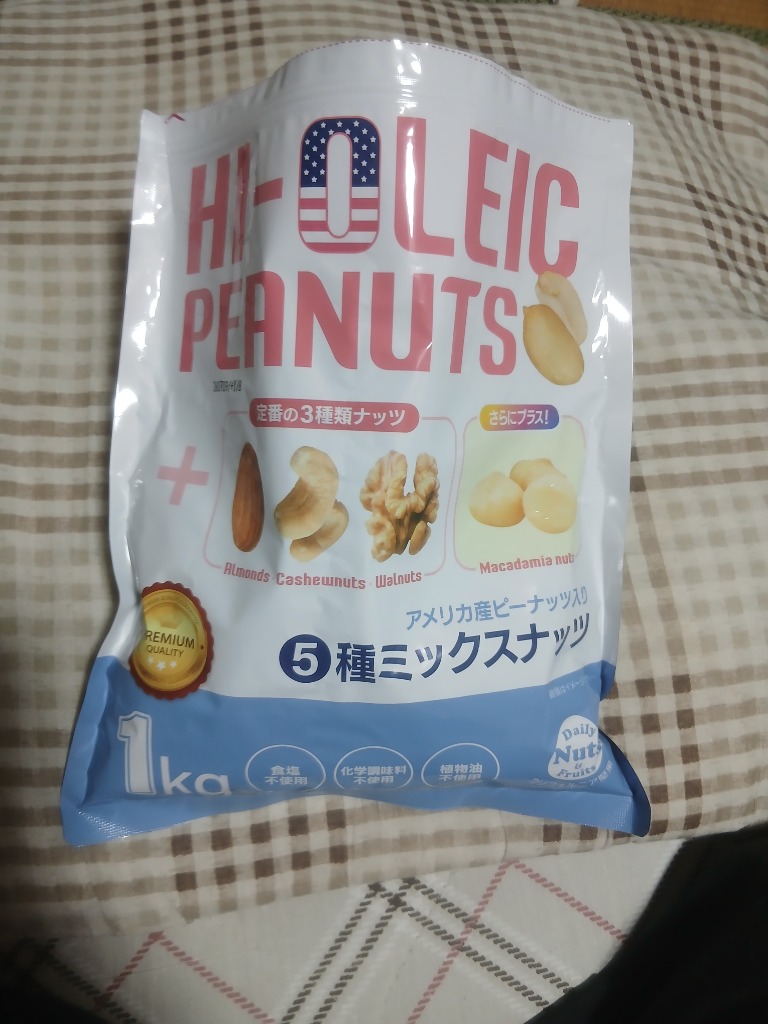 HI-OLEIC
PEANUTS
定番の3種類ナッツ
さらにプラス!
+
Almonds Cashewnuts Walnuts
Macadamia nuts
アメリカ産ピーナッツ入り
5種ミックスナッツ
PREMIUM
QUALITY
1kg
食塩
不使用
化学調味料
不使用
植物油
不使用
Daily
Nuts
&
Fruits